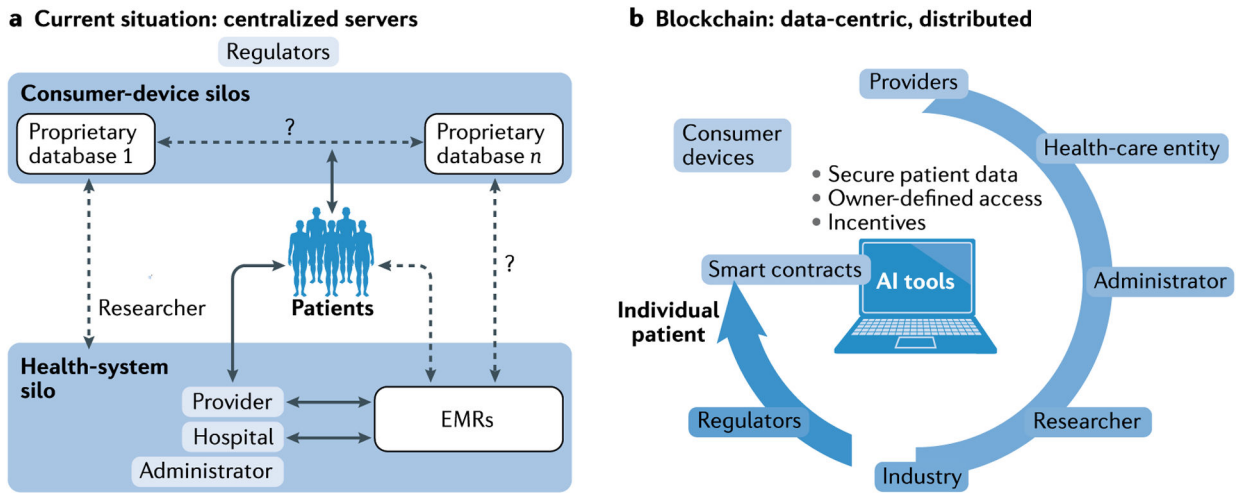 a Current situation: centralized servers
Regulators
Consumer-device silos
Proprietary
database 1
?
Proprietary
database n
?
Patients
Researcher
Health-system
silo
Provider
Hospital
Administrator
EMRs
b Blockchain: data-centric, distributed
Providers
Consumer
devices
Health-care entity
• Secure patient data
• Owner-defined access
• Incentives
Smart contracts
AI tools
Administrator
Individual
patient
Regulators
Researcher
Industry